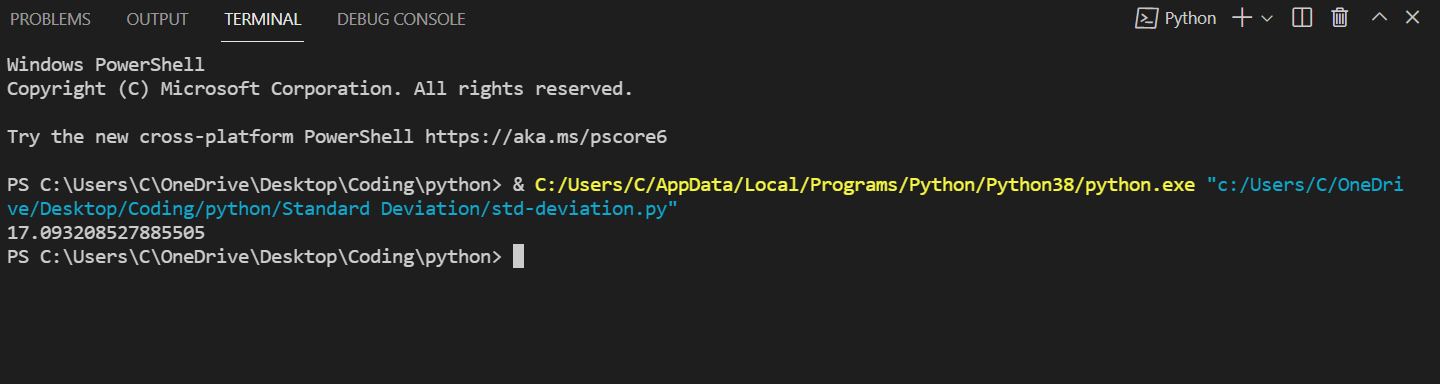 PROBLEMS OUTPUT TERMINAL DEBUG CONSOLE Python
Windows PowerShell
Copyright (C) Microsoft Corporation. All rights reserved.
Try the new cross-platform PowerShell https://aka.ms/pscore6
PS C:\Users\C\OneDrive\Desktop\Coding\python> & C:/Users/C/AppData/Local/Programs/Python/Python38/python.exe "c:/Users/C/OneDri
ve/Desktop/Coding/python/Standard Deviation/std-deviation.py"
17.093208527885505
PS C:\Users\C\OneDrive\Desktop\Coding\python>